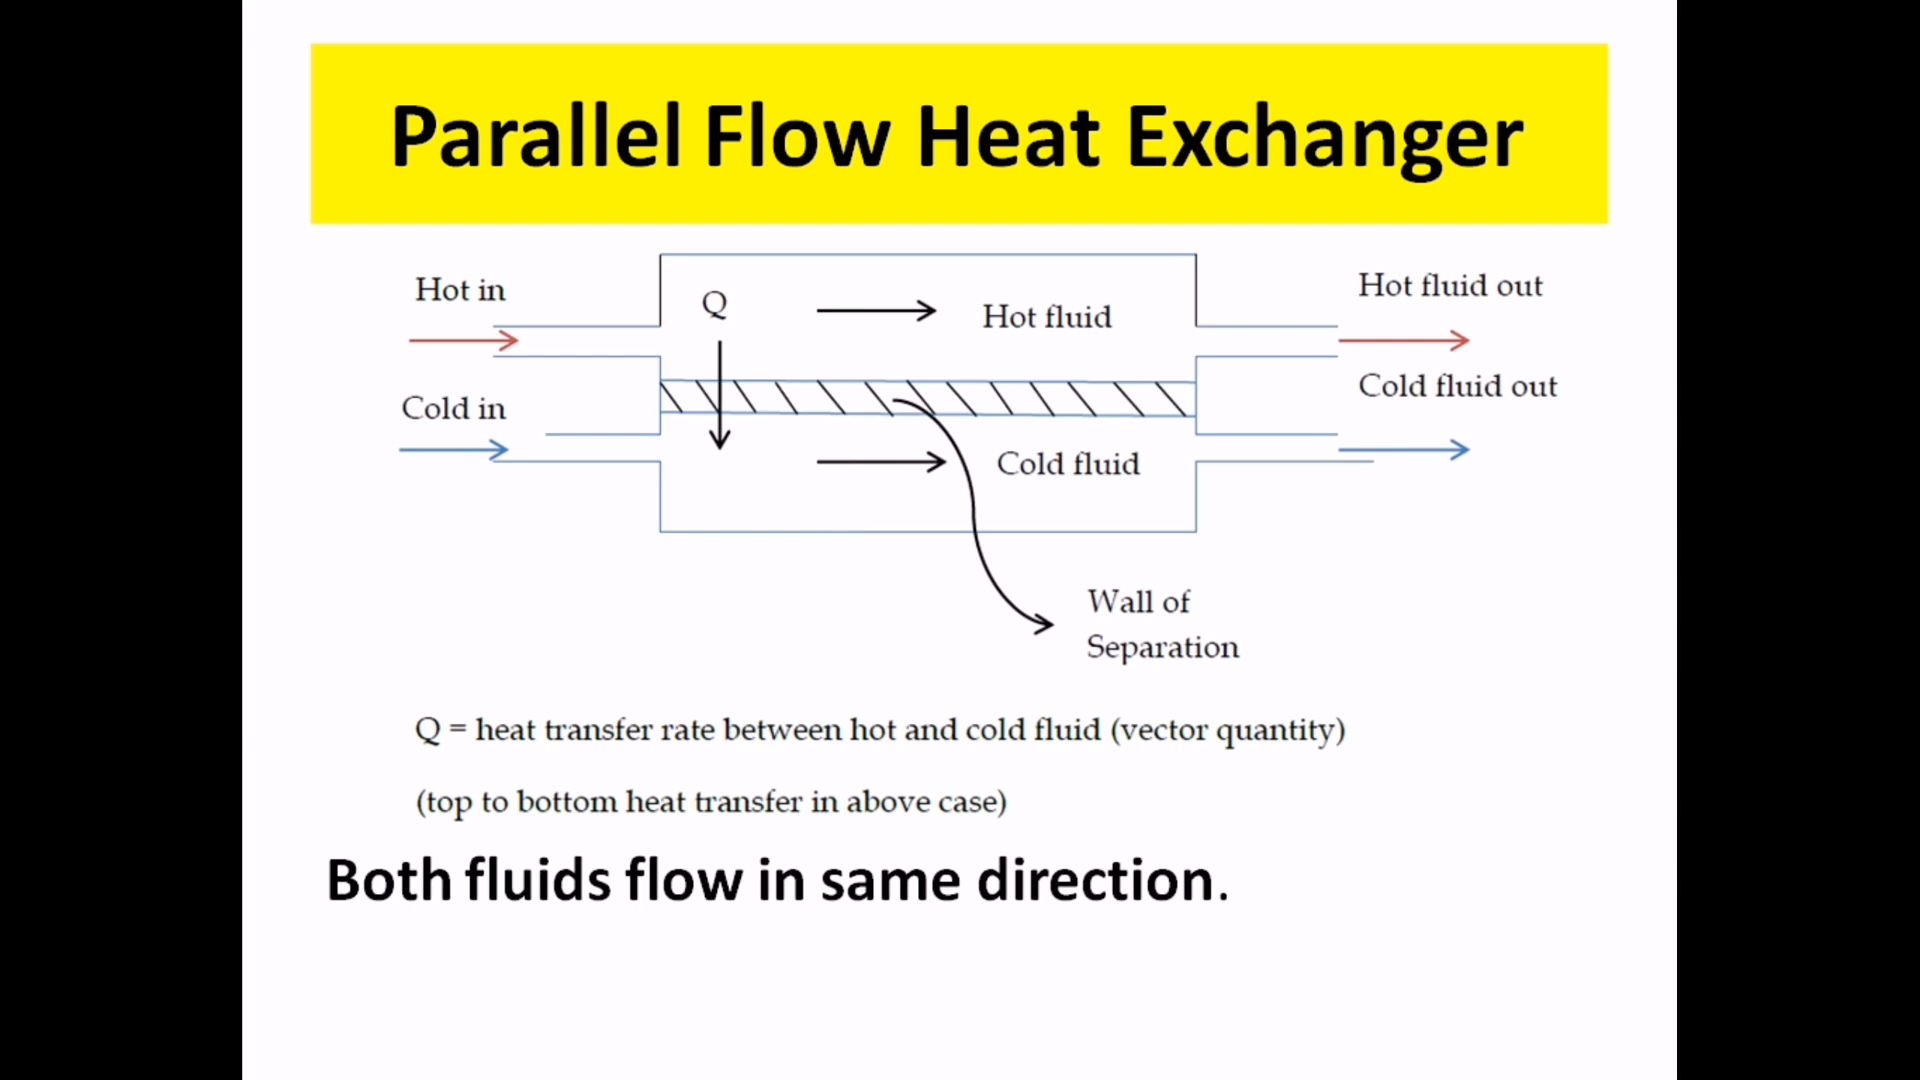 Parallel Flow Heat Exchanger
Hot in
Q
Hot fluid
Hot fluid out
Cold in
Cold fluid out
Cold fluid
Wall of
Separation
Q = heat transfer rate between hot and cold fluid (vector quantity)
(top to bottom heat transfer in above case)
Both fluids flow in same direction.